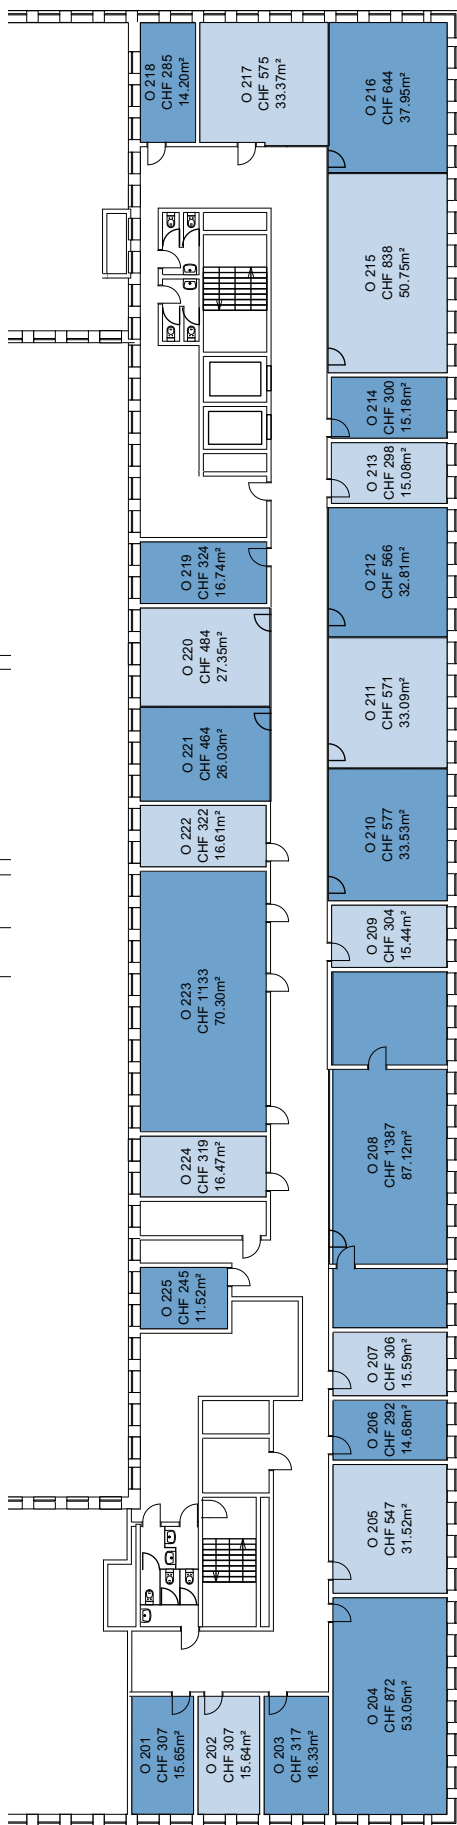 O 218
CHF 285
14.20m²
O 217
CHF 575
33.37m²
O 216
CHF 644
37.95m²
O 215
CHF 838
50.75m²
O 214
CHF 300
15.18m²
O 213
CHF 298
15.08m²
O 212
CHF 566
32.81m²
O 219
CHF 324
16.74m²
O 220
CHF 484
27.35m²
O 211
CHF 571
33.09m²
O 221
CHF 464
26.03m²
O 222
CHF 322
16.61m²
O 210
CHF 577
33.53m²
O 209
CHF 304
15.44m²
O 223
CHF 1'133
70.30m²
O 224
CHF 319
16.47m²
O 208
CHF 1'387
87.12m²
O 225
CHF 245
11.52m²
O 207
CHF 306
15.59m²
O 206
CHF 292
14.68m²
O 205
CHF 547
31.52m²
O 204
CHF 872
53.05m²
O 201
CHF 307
15.65m²
O 202
CHF 307
15.64m²
O 203
CHF 317
16.33m²